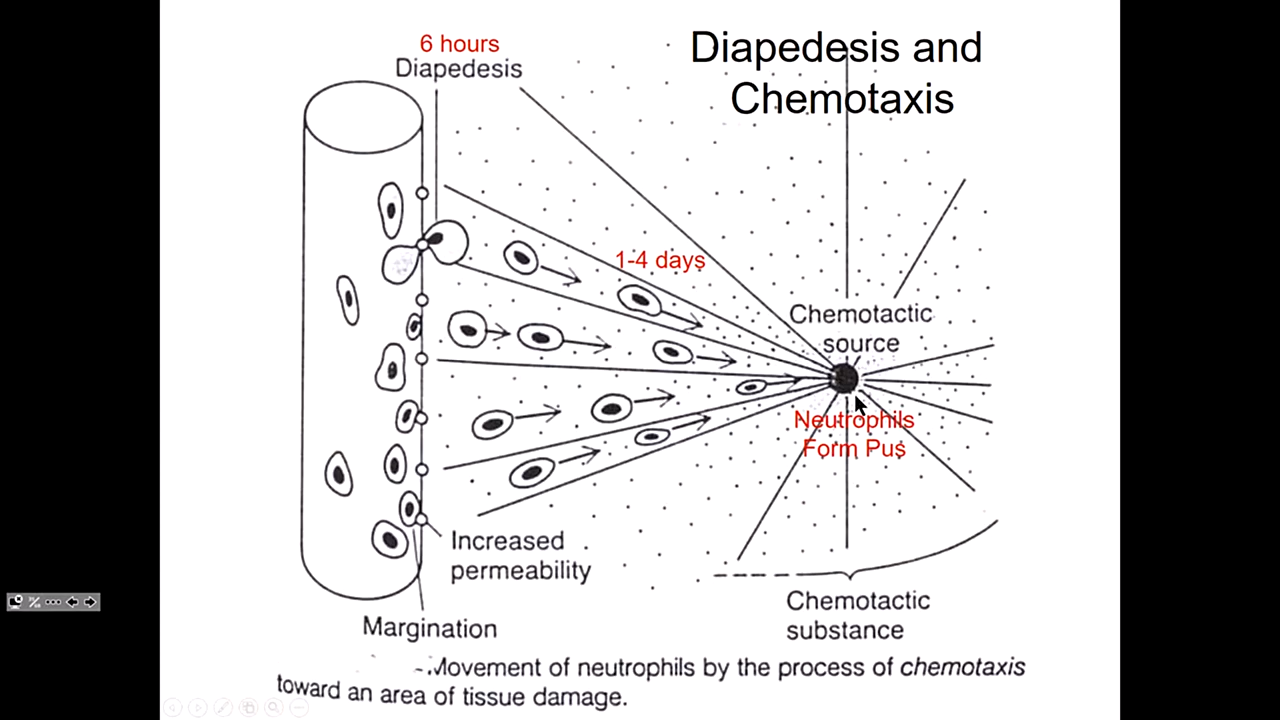 6 hours
Diapedesis
Diapedesis and
Chemotaxis
1-4 days
Chemotactic
source
Neutrophils
Form Pus
Increased
permeability
Margination
Chemotactic
substance
Movement of neutrophils by the process of chemotaxis
toward an area of tissue damage.